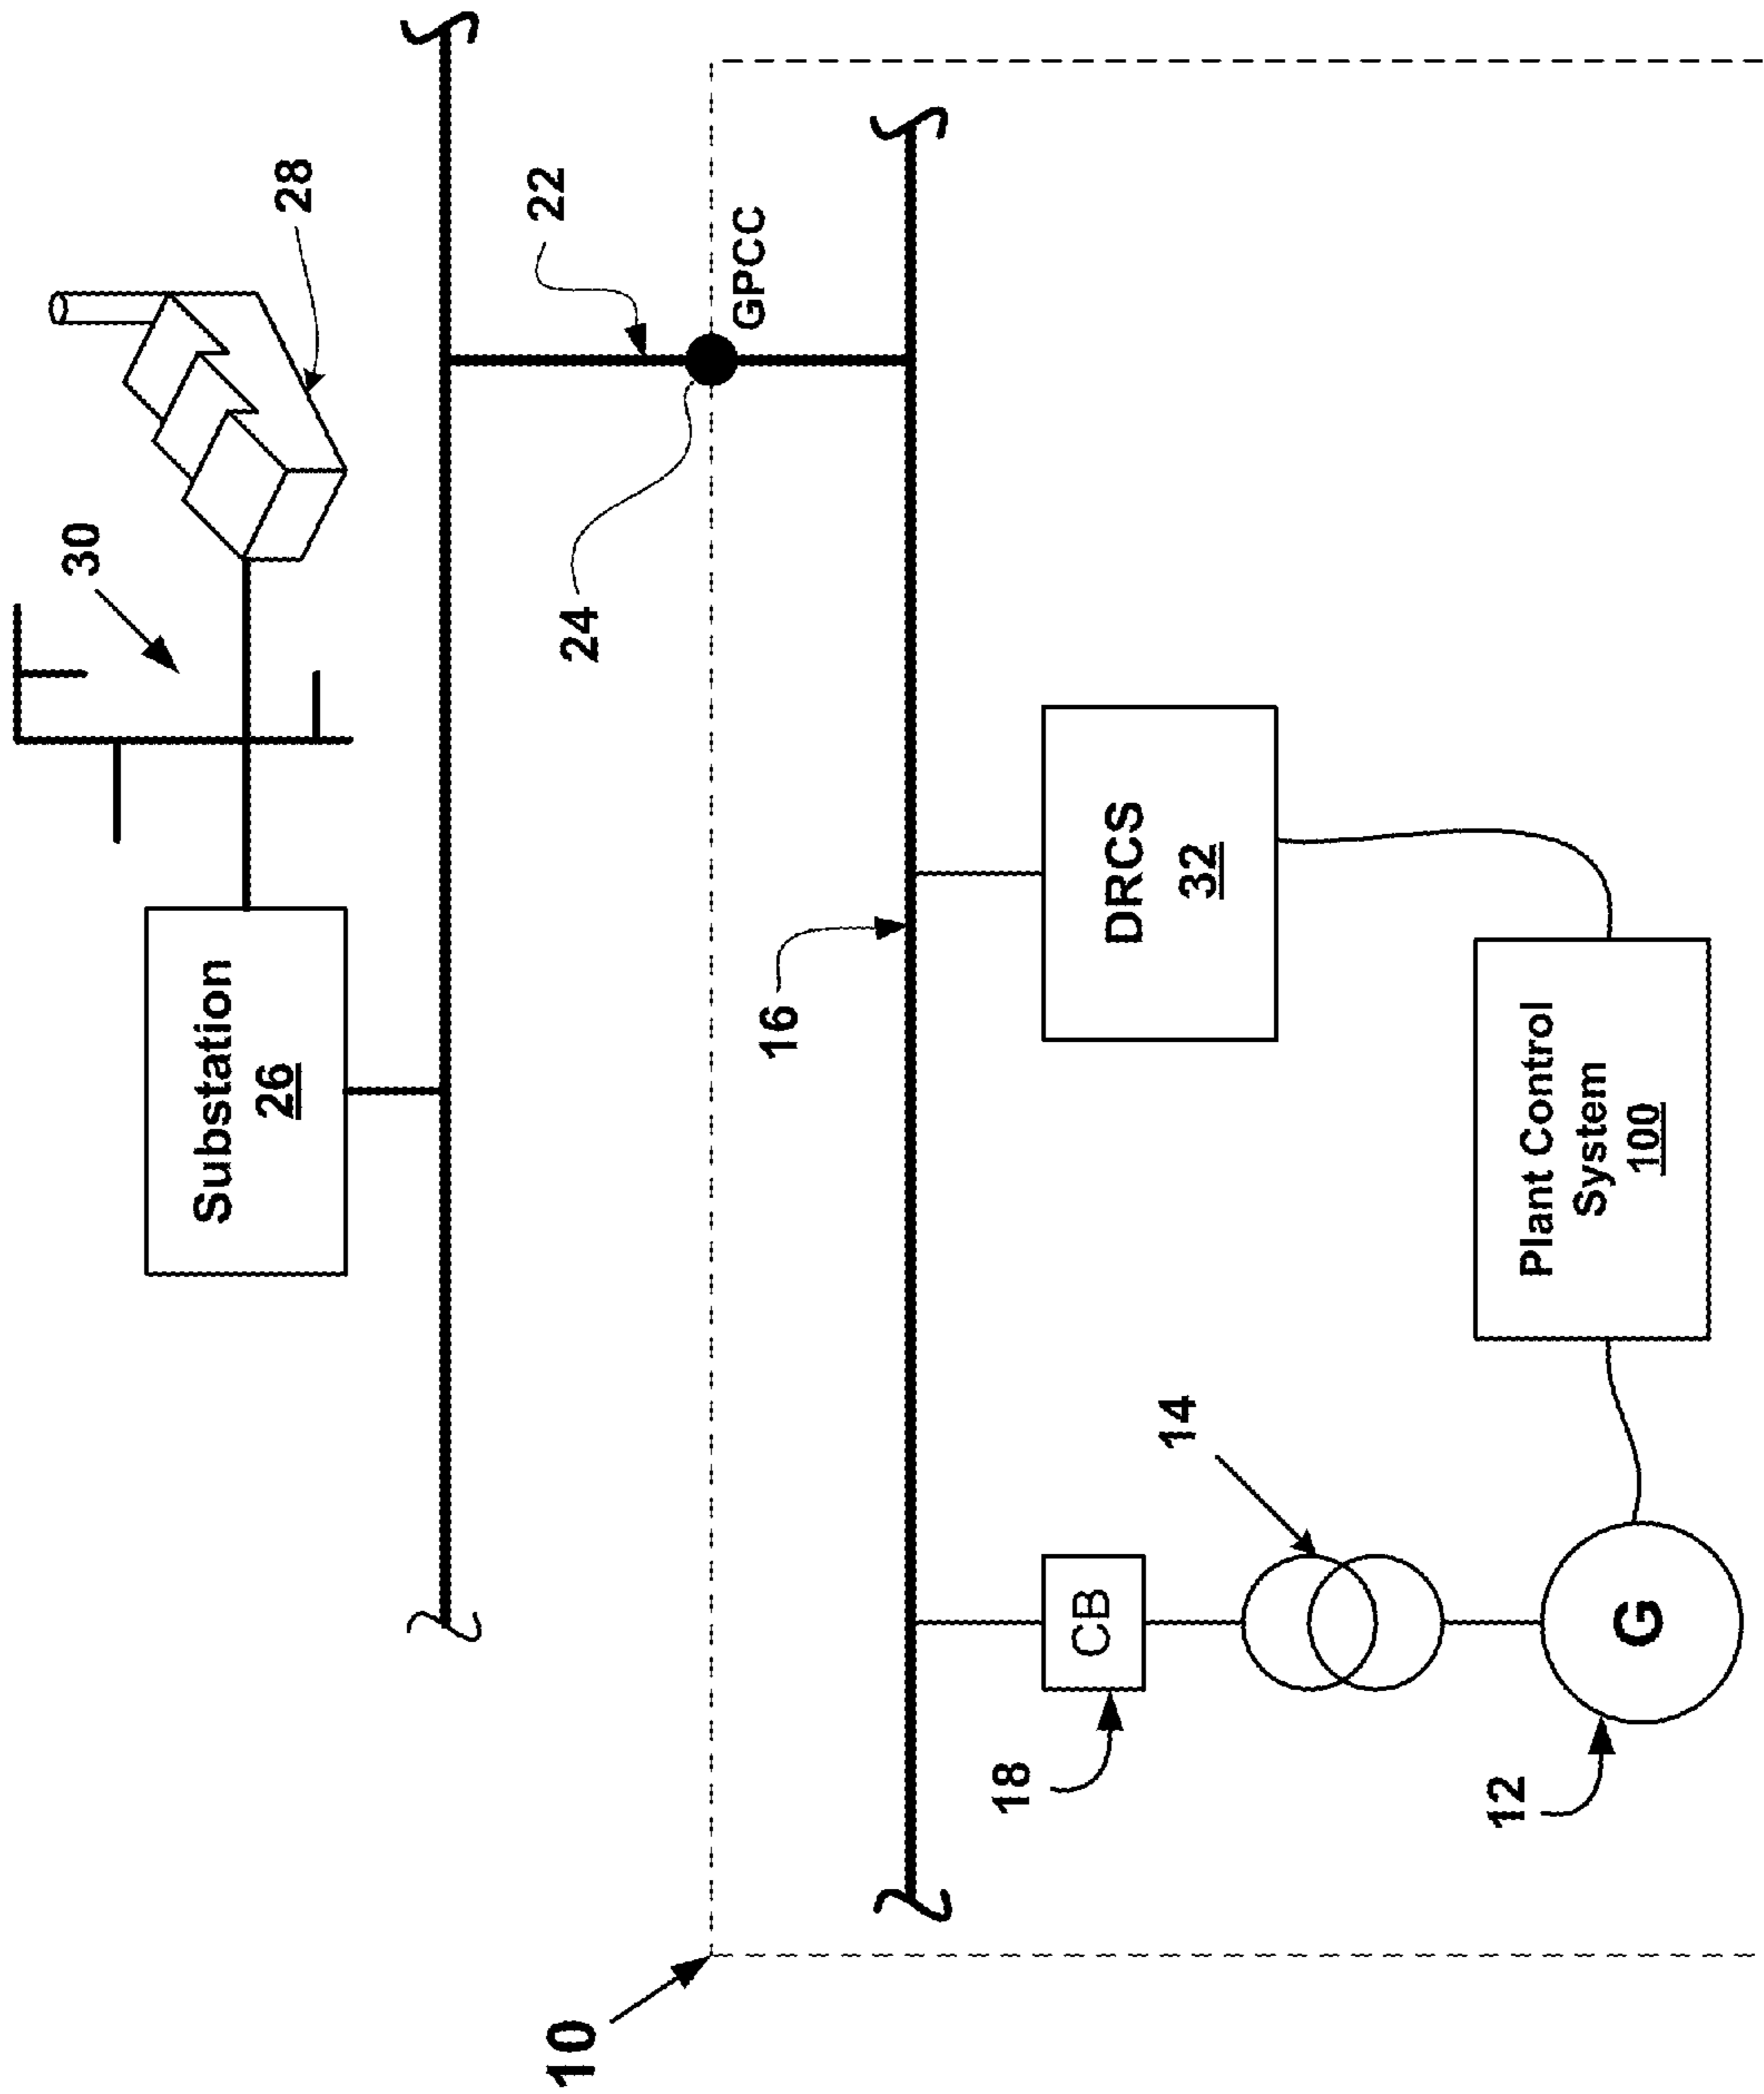 30
28
Substation
26
22
GPCC
24
10
16
DRCS
32
18
CB
14
Plant Control
System
100
12
G